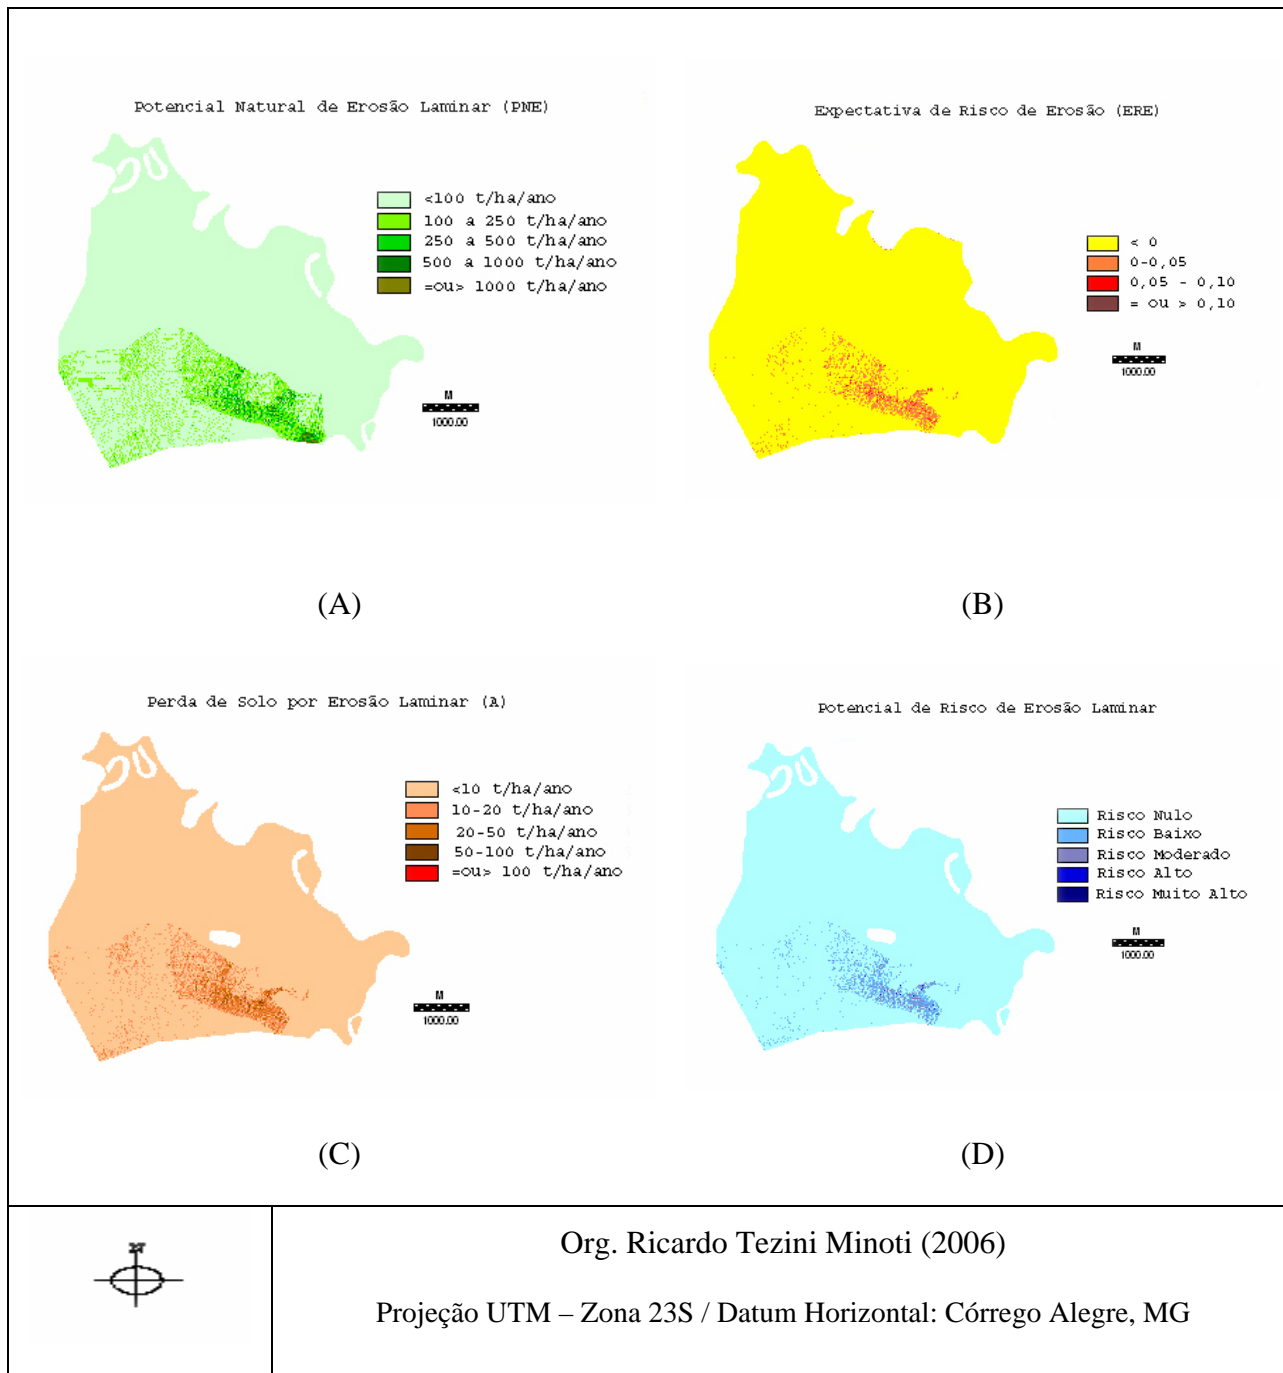 Potencial Natural de Erosão Laminar (PNE)
<100 t/ha/ano
100 a 250 t/ha/ano
250 a 500 t/ha/ano
500 a 1000 t/ha/ano
=ou> 1000 t/ha/ano
M
1000.00
(A)
Expectativa de Risco de Erosão (ERE)
< 0
0-0,05
0,05 - 0,10
= ou > 0,10
M
1000.00
(B)
Perda de Solo por Erosão Laminar (A)
<10 t/ha/ano
10-20 t/ha/ano
20-50 t/ha/ano
50-100 t/ha/ano
=ou> 100 t/ha/ano
M
1000.00
(C)
Potencial de Risco de Erosão Laminar
Risco Nulo
Risco Baixo
Risco Moderado
Risco Alto
Risco Muito Alto
M
1000.00
(D)
Org. Ricardo Tezini Minoti (2006)
Projeção UTM – Zona 23S / Datum Horizontal: Córrego Alegre, MG